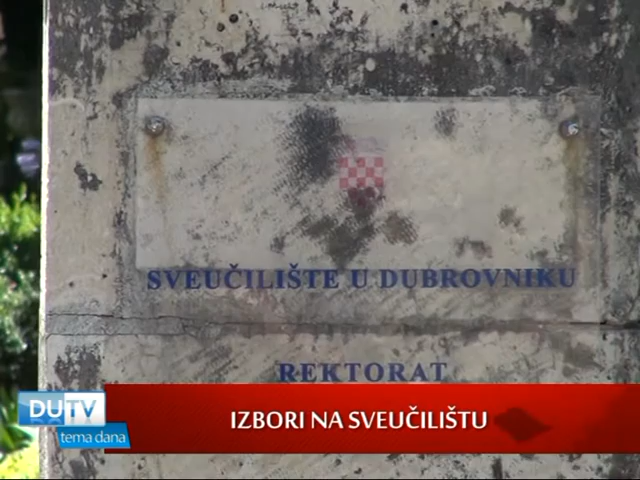 SVEUČILIŠTE U DUBROVNIKU
REKTORAT
DUTV
tema dana
IZBORI NA SVEUČILIŠTU